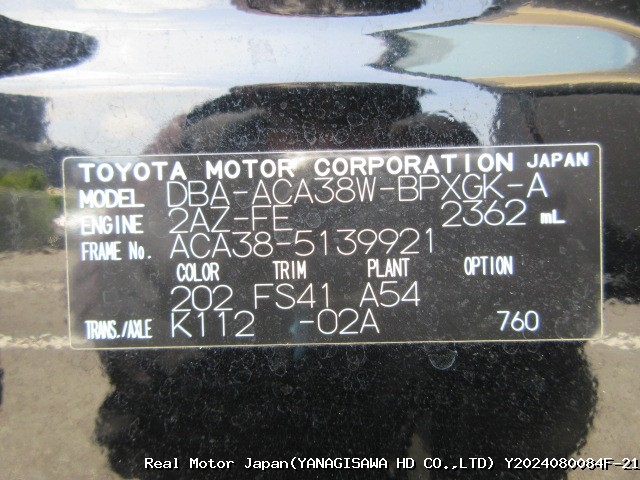 TOYOTA MOTOR CORPORATION JAPAN
MODEL DBA-ACA38W-BPXGK-A
ENGINE 2AZ-FE 2362 mL
FRAME No. ACA38-5139921
COLOR TRIM PLANT OPTION
202 FS41 A54
TRANS./AXLE K112 -02A 760
Real Motor Japan(YANAGISAWA HD CO.,LTD) Y2024080084F-21